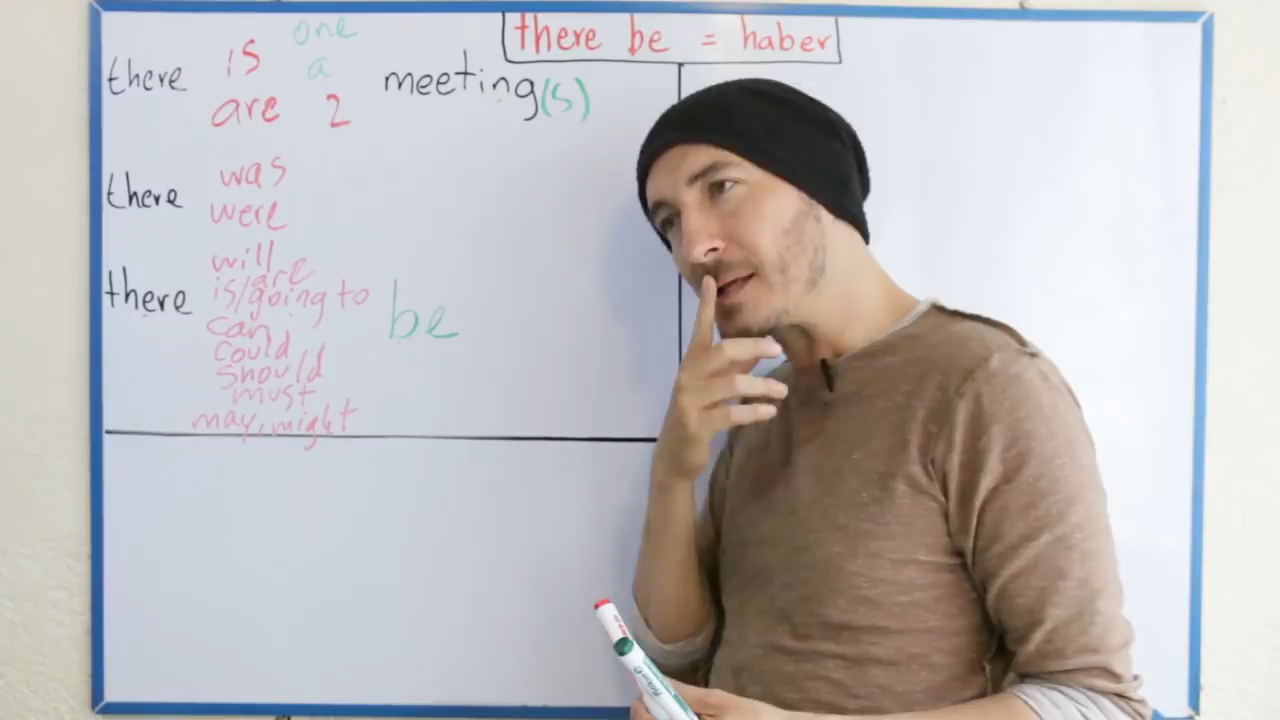 there be = haber
one
there is a meeting(s)
are 2
there was
were
will
is/are going to
there be
can
could
should
must
may, might